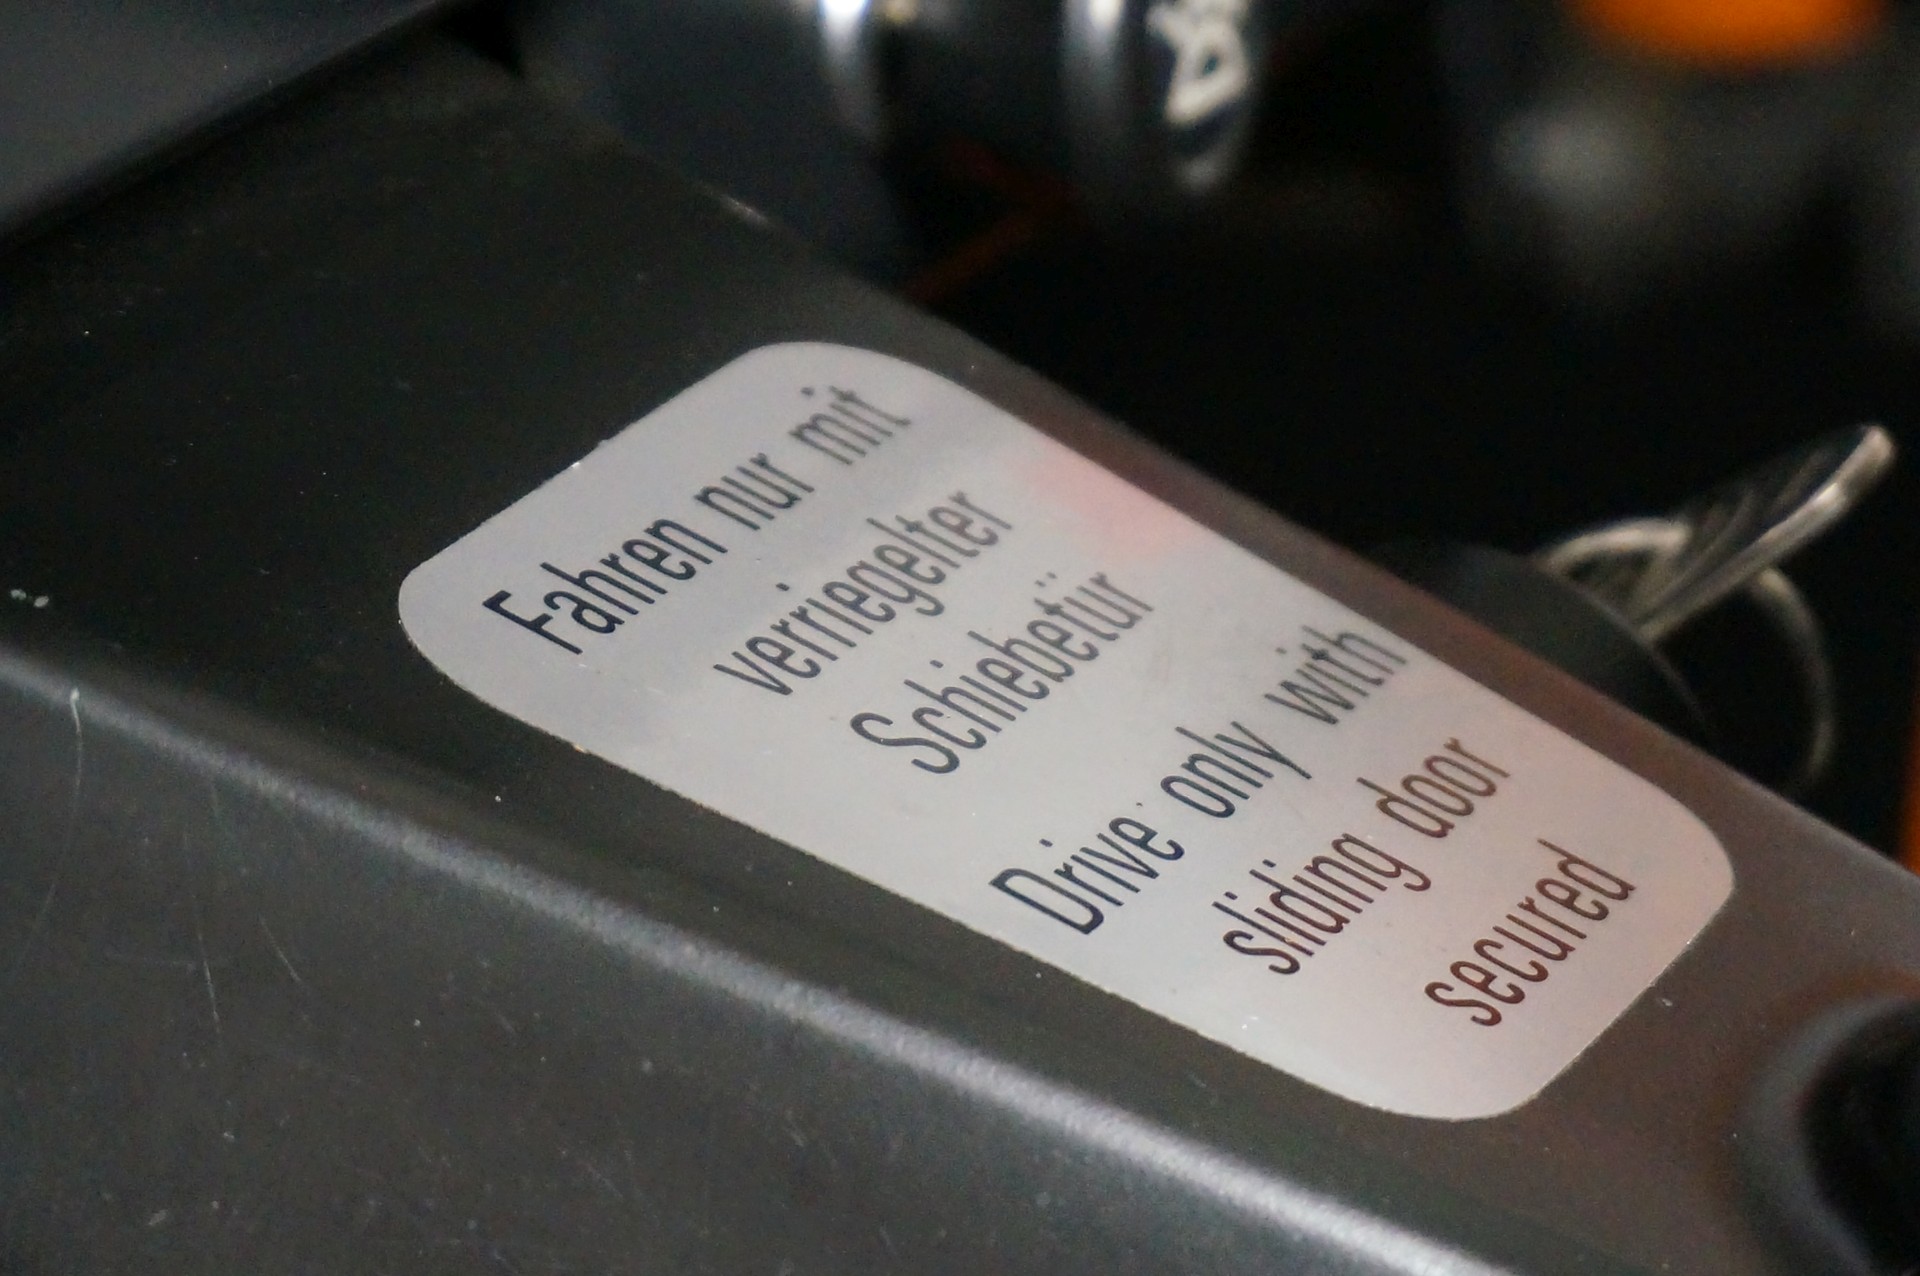 Fahren nur mit
verriegelter
Schiebetür
Drive only with
sliding door
secured